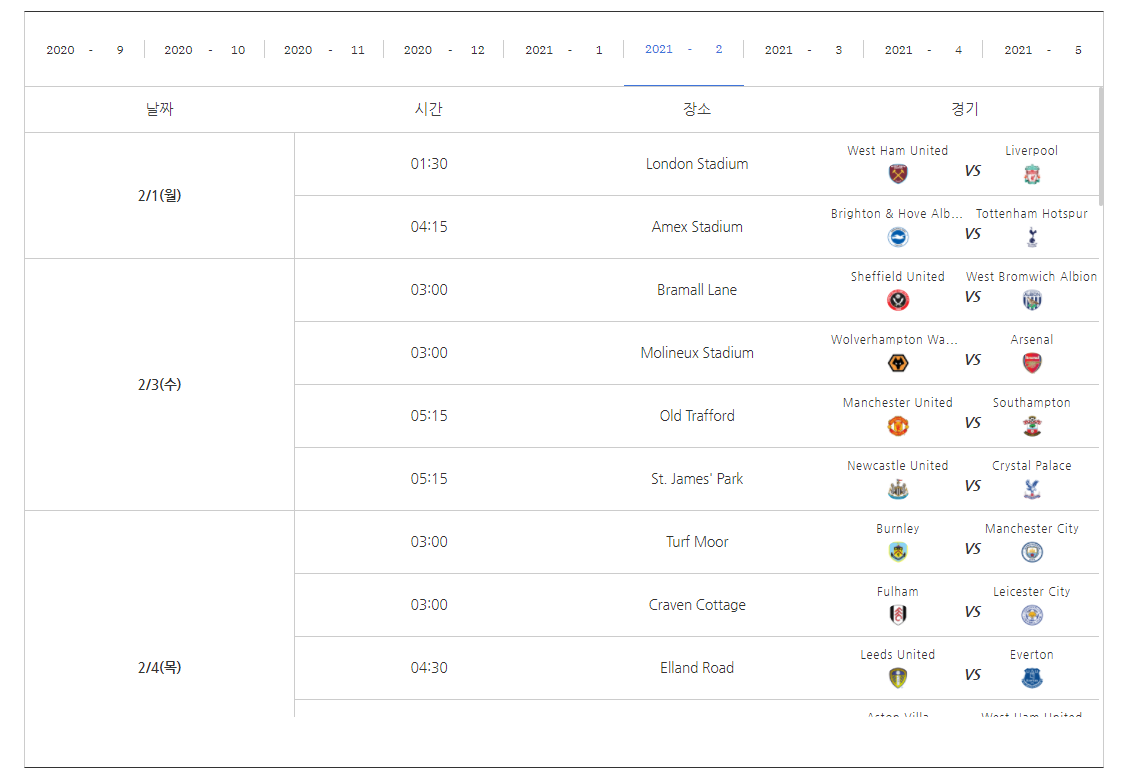 2020 - 9 2020 - 10 2020 - 11 2020 - 12 2021 - 1 2021 - 2 2021 - 3 2021 - 4 2021 - 5
날짜 시간 장소 경기
2/1(월)
01:30 London Stadium West Ham United VS Liverpool
04:15 Amex Stadium Brighton & Hove Alb... VS Tottenham Hotspur
2/3(수)
03:00 Bramall Lane Sheffield United VS West Bromwich Albion
03:00 Molineux Stadium Wolverhampton Wa... VS Arsenal
05:15 Old Trafford Manchester United VS Southampton
05:15 St. James' Park Newcastle United VS Crystal Palace
2/4(목)
03:00 Turf Moor Burnley VS Manchester City
03:00 Craven Cottage Fulham VS Leicester City
04:30 Elland Road Leeds United VS Everton
Aston Villa West Ham United